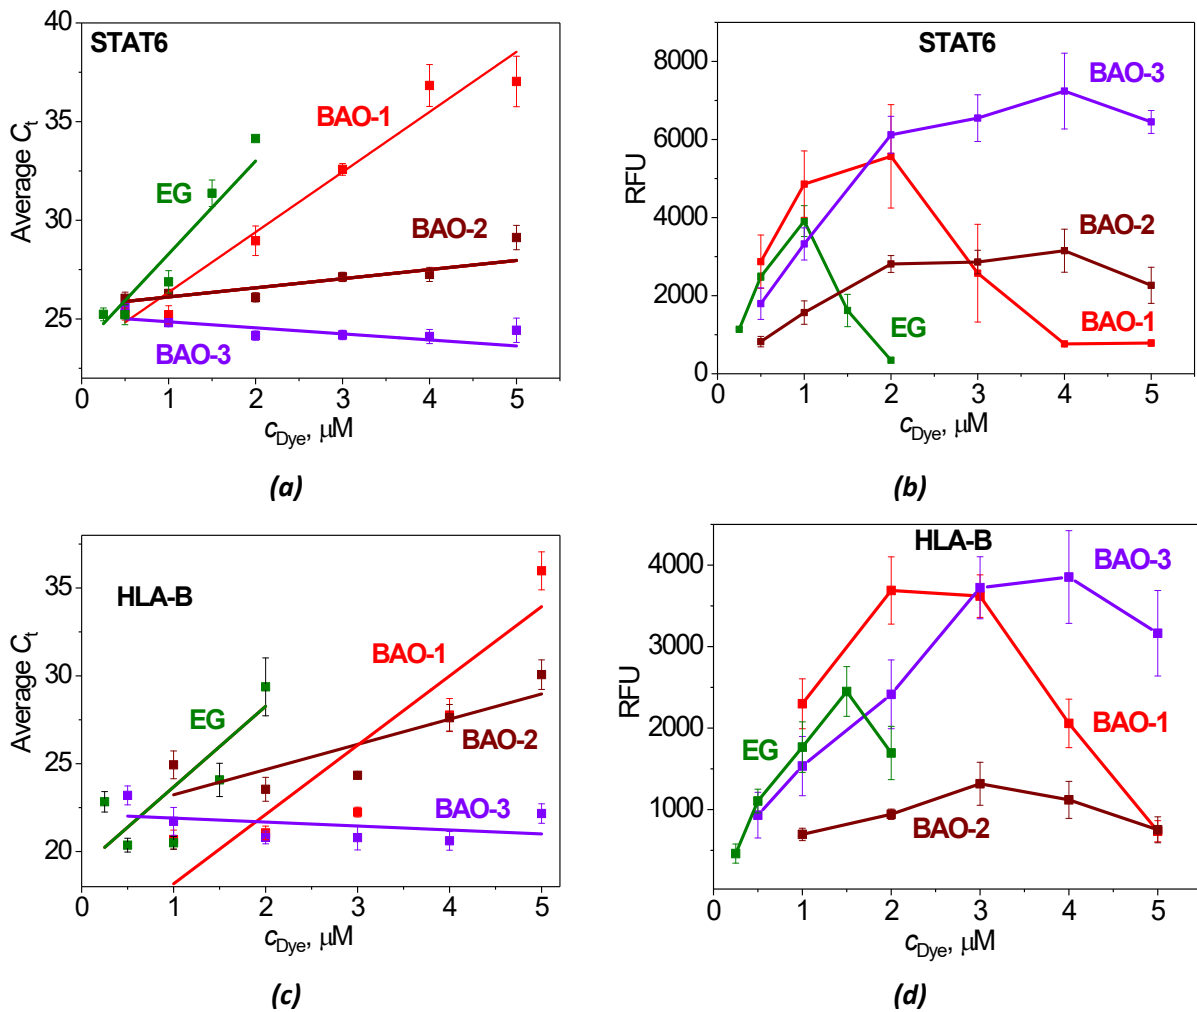 STAT6
Average Ct
40
35
30
25
EG
BAO-1
BAO-2
BAO-3
1 2 3 4 5
cDye, μM
(a)
STAT6
RFU
8000
6000
4000
2000
0
BAO-3
BAO-2
BAO-1
EG
0 1 2 3 4 5
cDye, μM
(b)
HLA-B
Average Ct
35
30
25
20
EG
BAO-1
BAO-2
BAO-3
0 1 2 3 4 5
cDye, μM
(c)
HLA-B
RFU
4000
3000
2000
1000
BAO-3
BAO-1
EG
BAO-2
0 1 2 3 4 5
cDye, μM
(d)